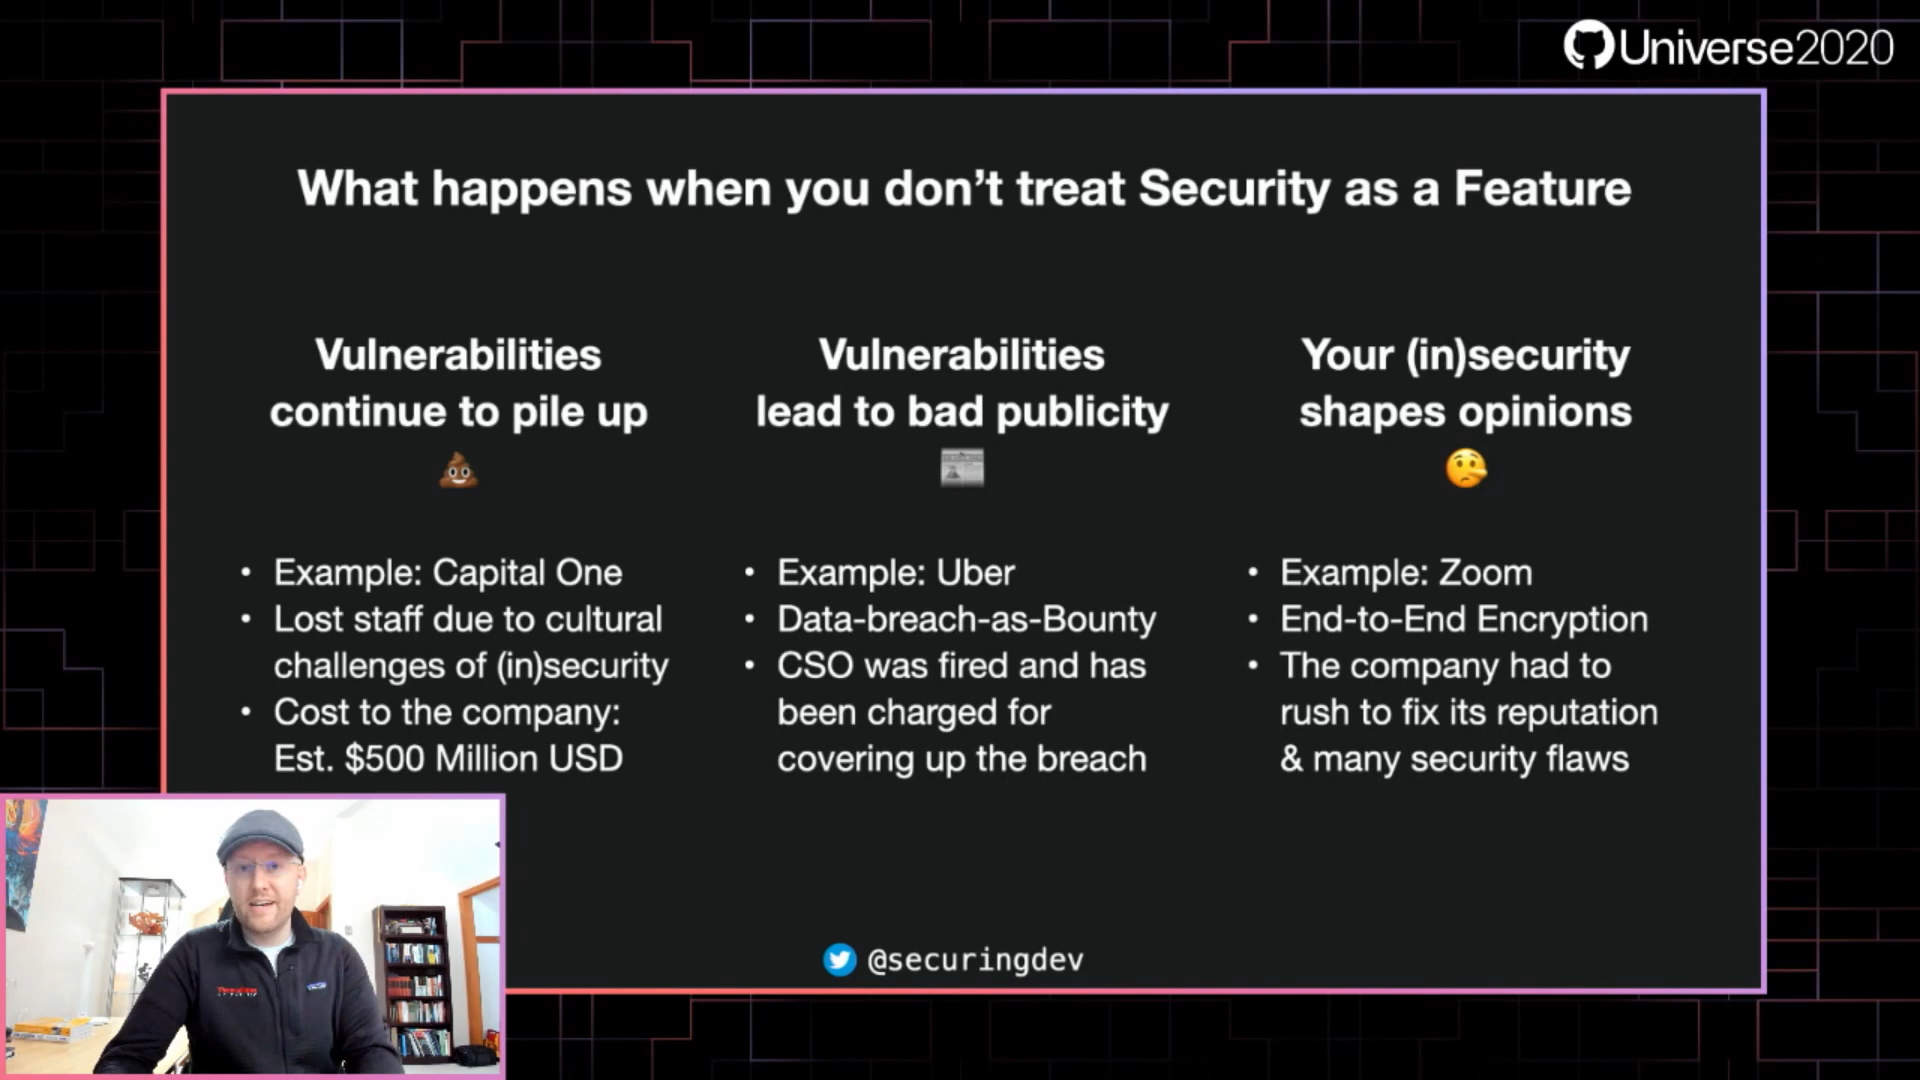 Universe2020
What happens when you don’t treat Security as a Feature
Vulnerabilities
continue to pile up
• Example: Capital One
• Lost staff due to cultural
challenges of (in)security
• Cost to the company:
Est. $500 Million USD
Vulnerabilities
lead to bad publicity
• Example: Uber
• Data-breach-as-Bounty
• CSO was fired and has
been charged for
covering up the breach
Your (in)security
shapes opinions
• Example: Zoom
• End-to-End Encryption
• The company had to
rush to fix its reputation
& many security flaws
@securingdev